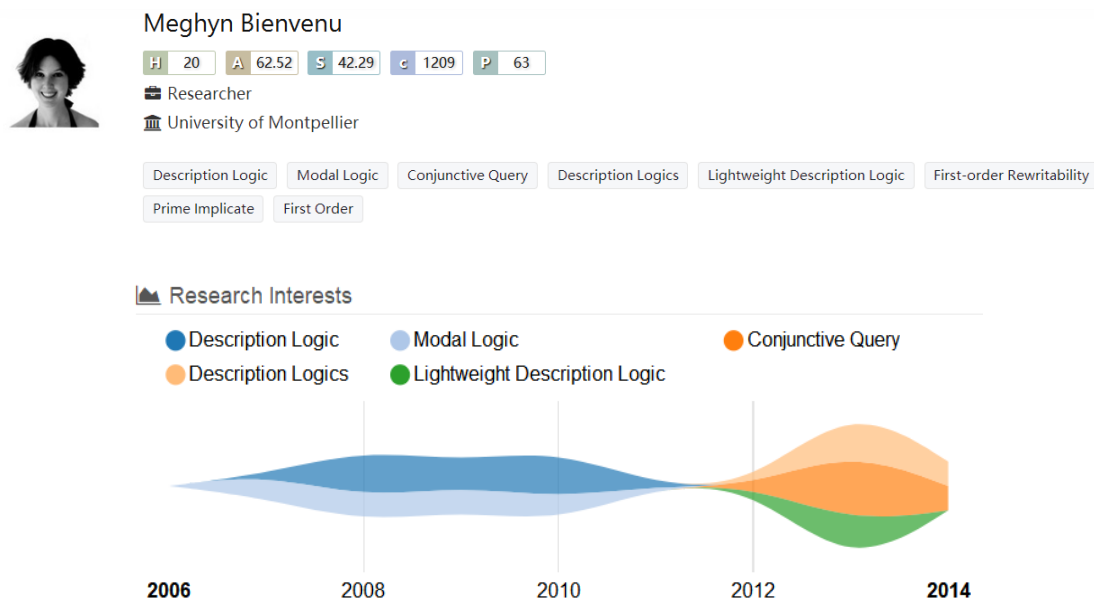 Meghyn Bienvenu
H 20 A 62.52 S 42.29 c 1209 P 63
Researcher
University of Montpellier
Description Logic Modal Logic Conjunctive Query Description Logics Lightweight Description Logic First-order Rewritability
Prime Implicate First Order
Research Interests
Description Logic Modal Logic Conjunctive Query
Description Logics Lightweight Description Logic
2006 2008 2010 2012 2014